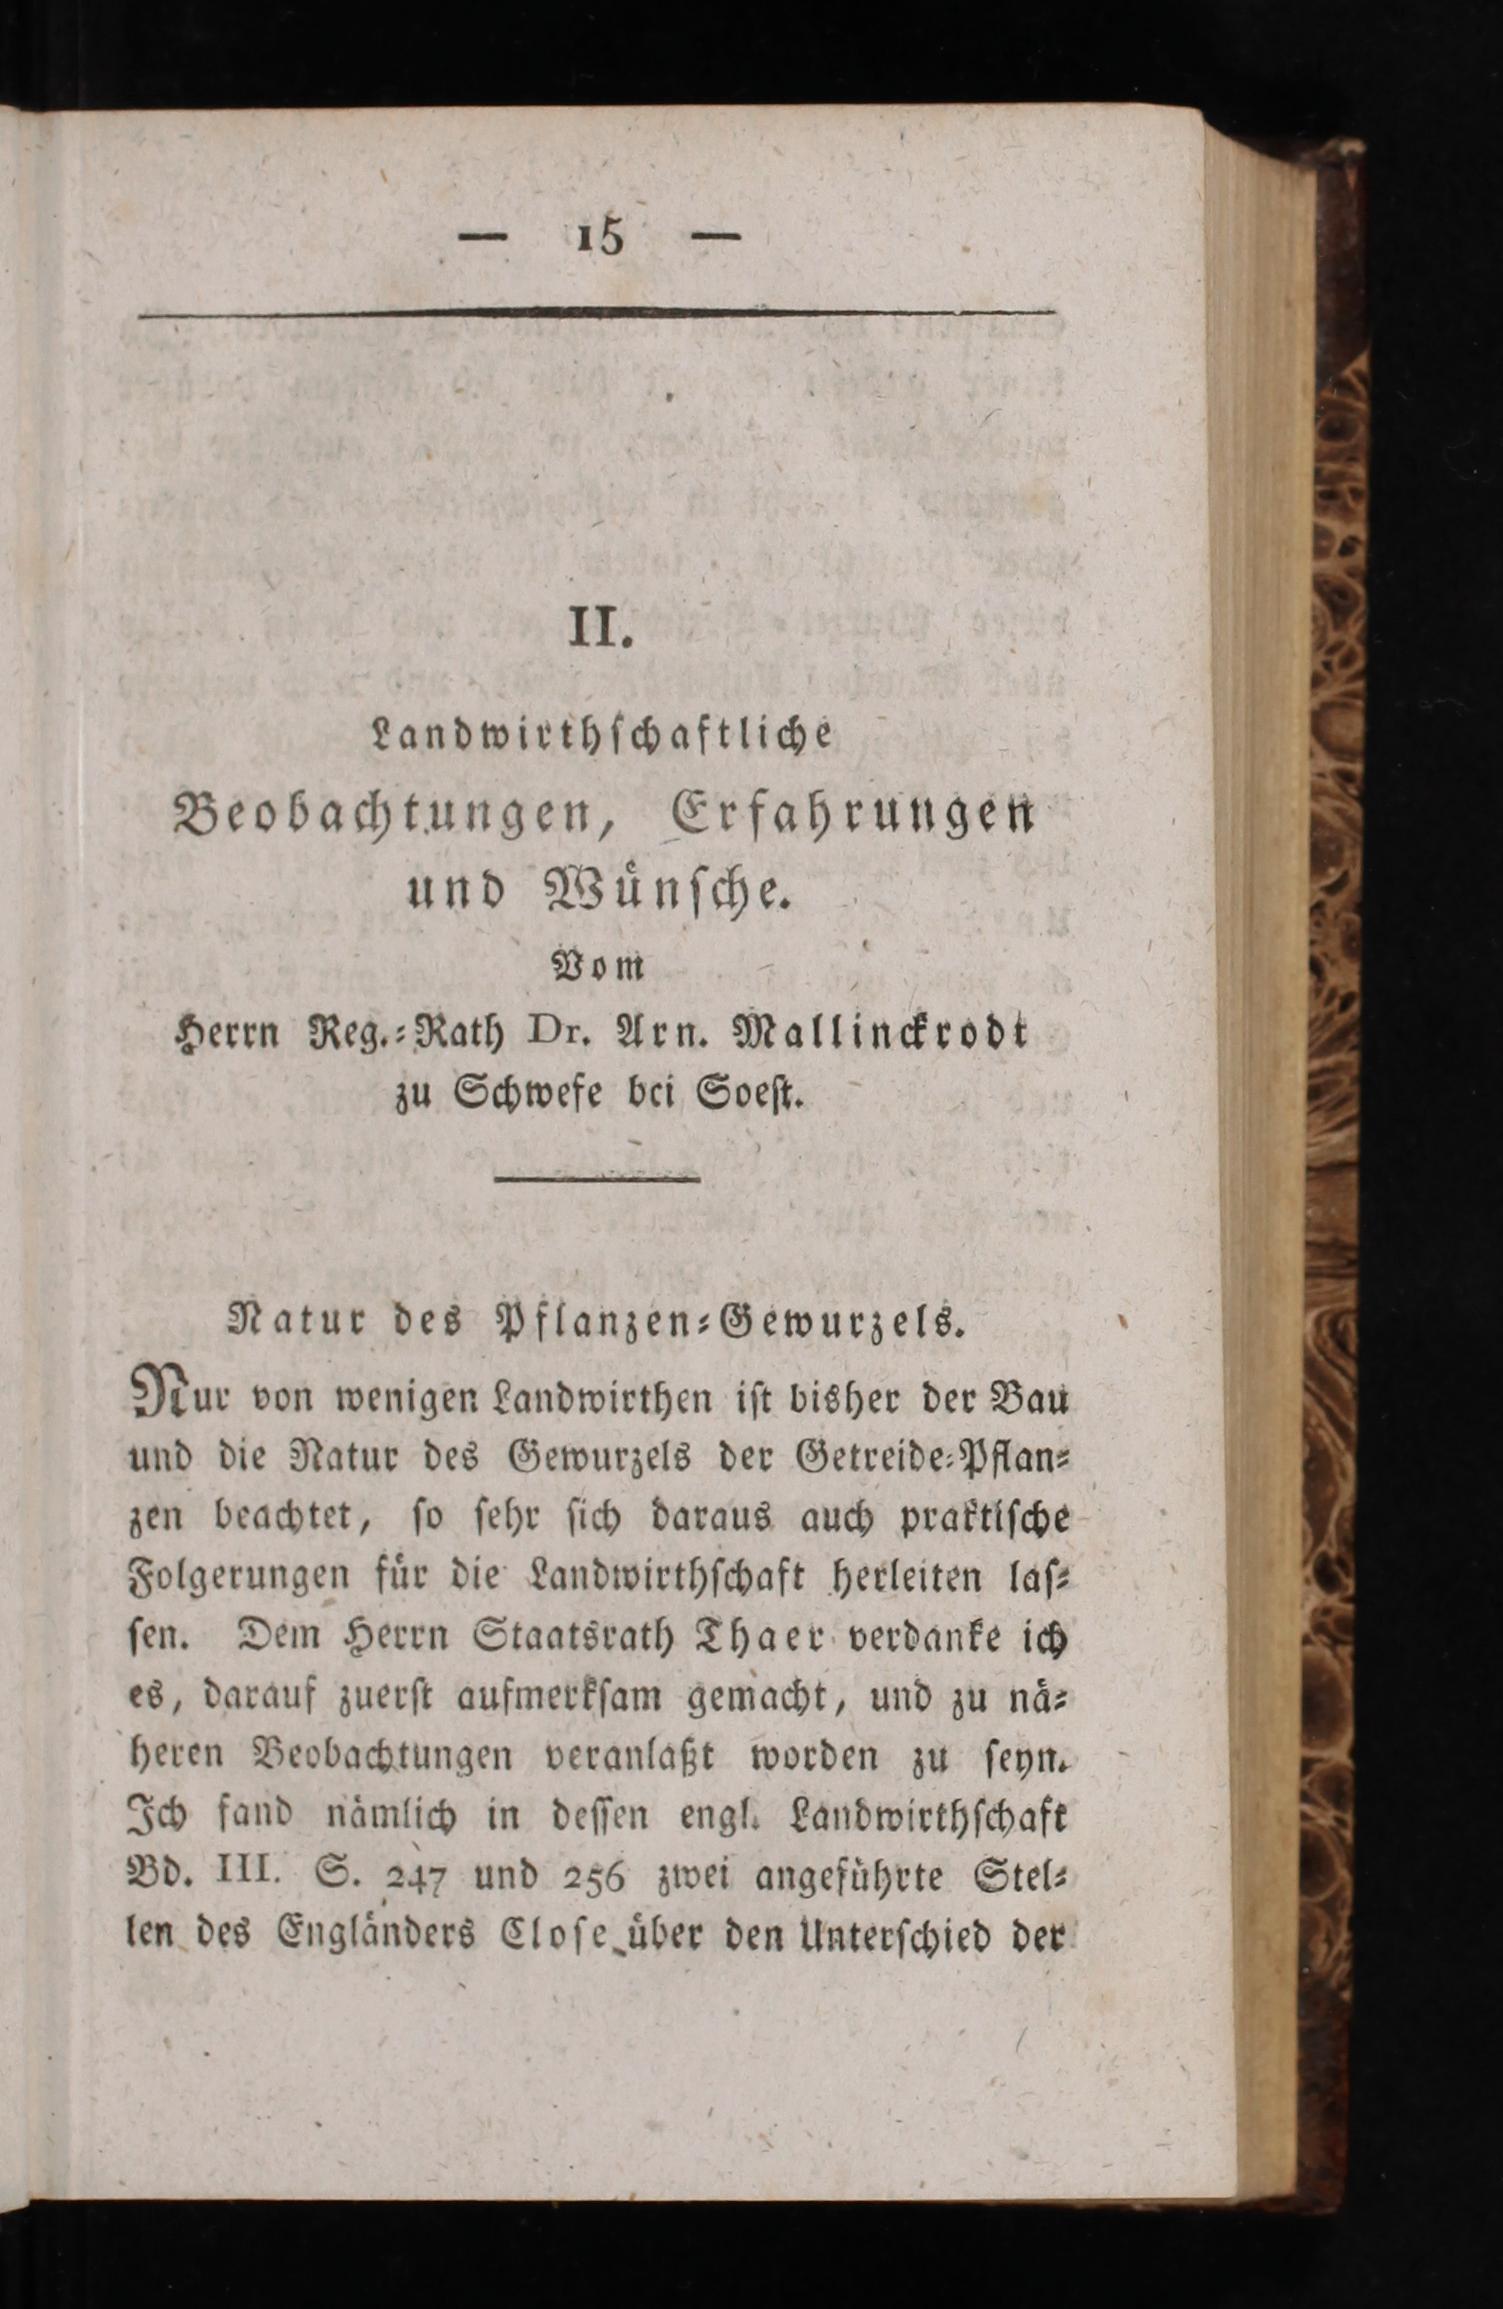 — 15 —
II.
Landwirthſchaftliche
Beobachtungen, Erfahrungen
und Wünſche.
Vom
Herrn Reg.⸗Rath Dr. Arn. Mallinckrodt
zu Schwefe bei Soeſt.
Natur des Pflanzen⸗Gewurzels.
Nur von wenigen Landwirthen iſt bisher der Bau
und die Natur des Gewurzels der Getreide⸗Pflan⸗
zen beachtet, ſo ſehr ſich daraus auch praktiſche
Folgerungen für die Landwirthſchaft herleiten laſ⸗
ſen. Dem Herrn Staatsrath Thaer verdanke ich
es, darauf zuerſt aufmerkſam gemacht, und zu nä⸗
heren Beobachtungen veranlaßt worden zu ſeyn.
Ich fand nämlich in deſſen engl. Landwirthſchaft
Bd. III. S. 247 und 256 zwei angeführte Stel⸗
len des Engländers Cloſe über den Unterſchied der